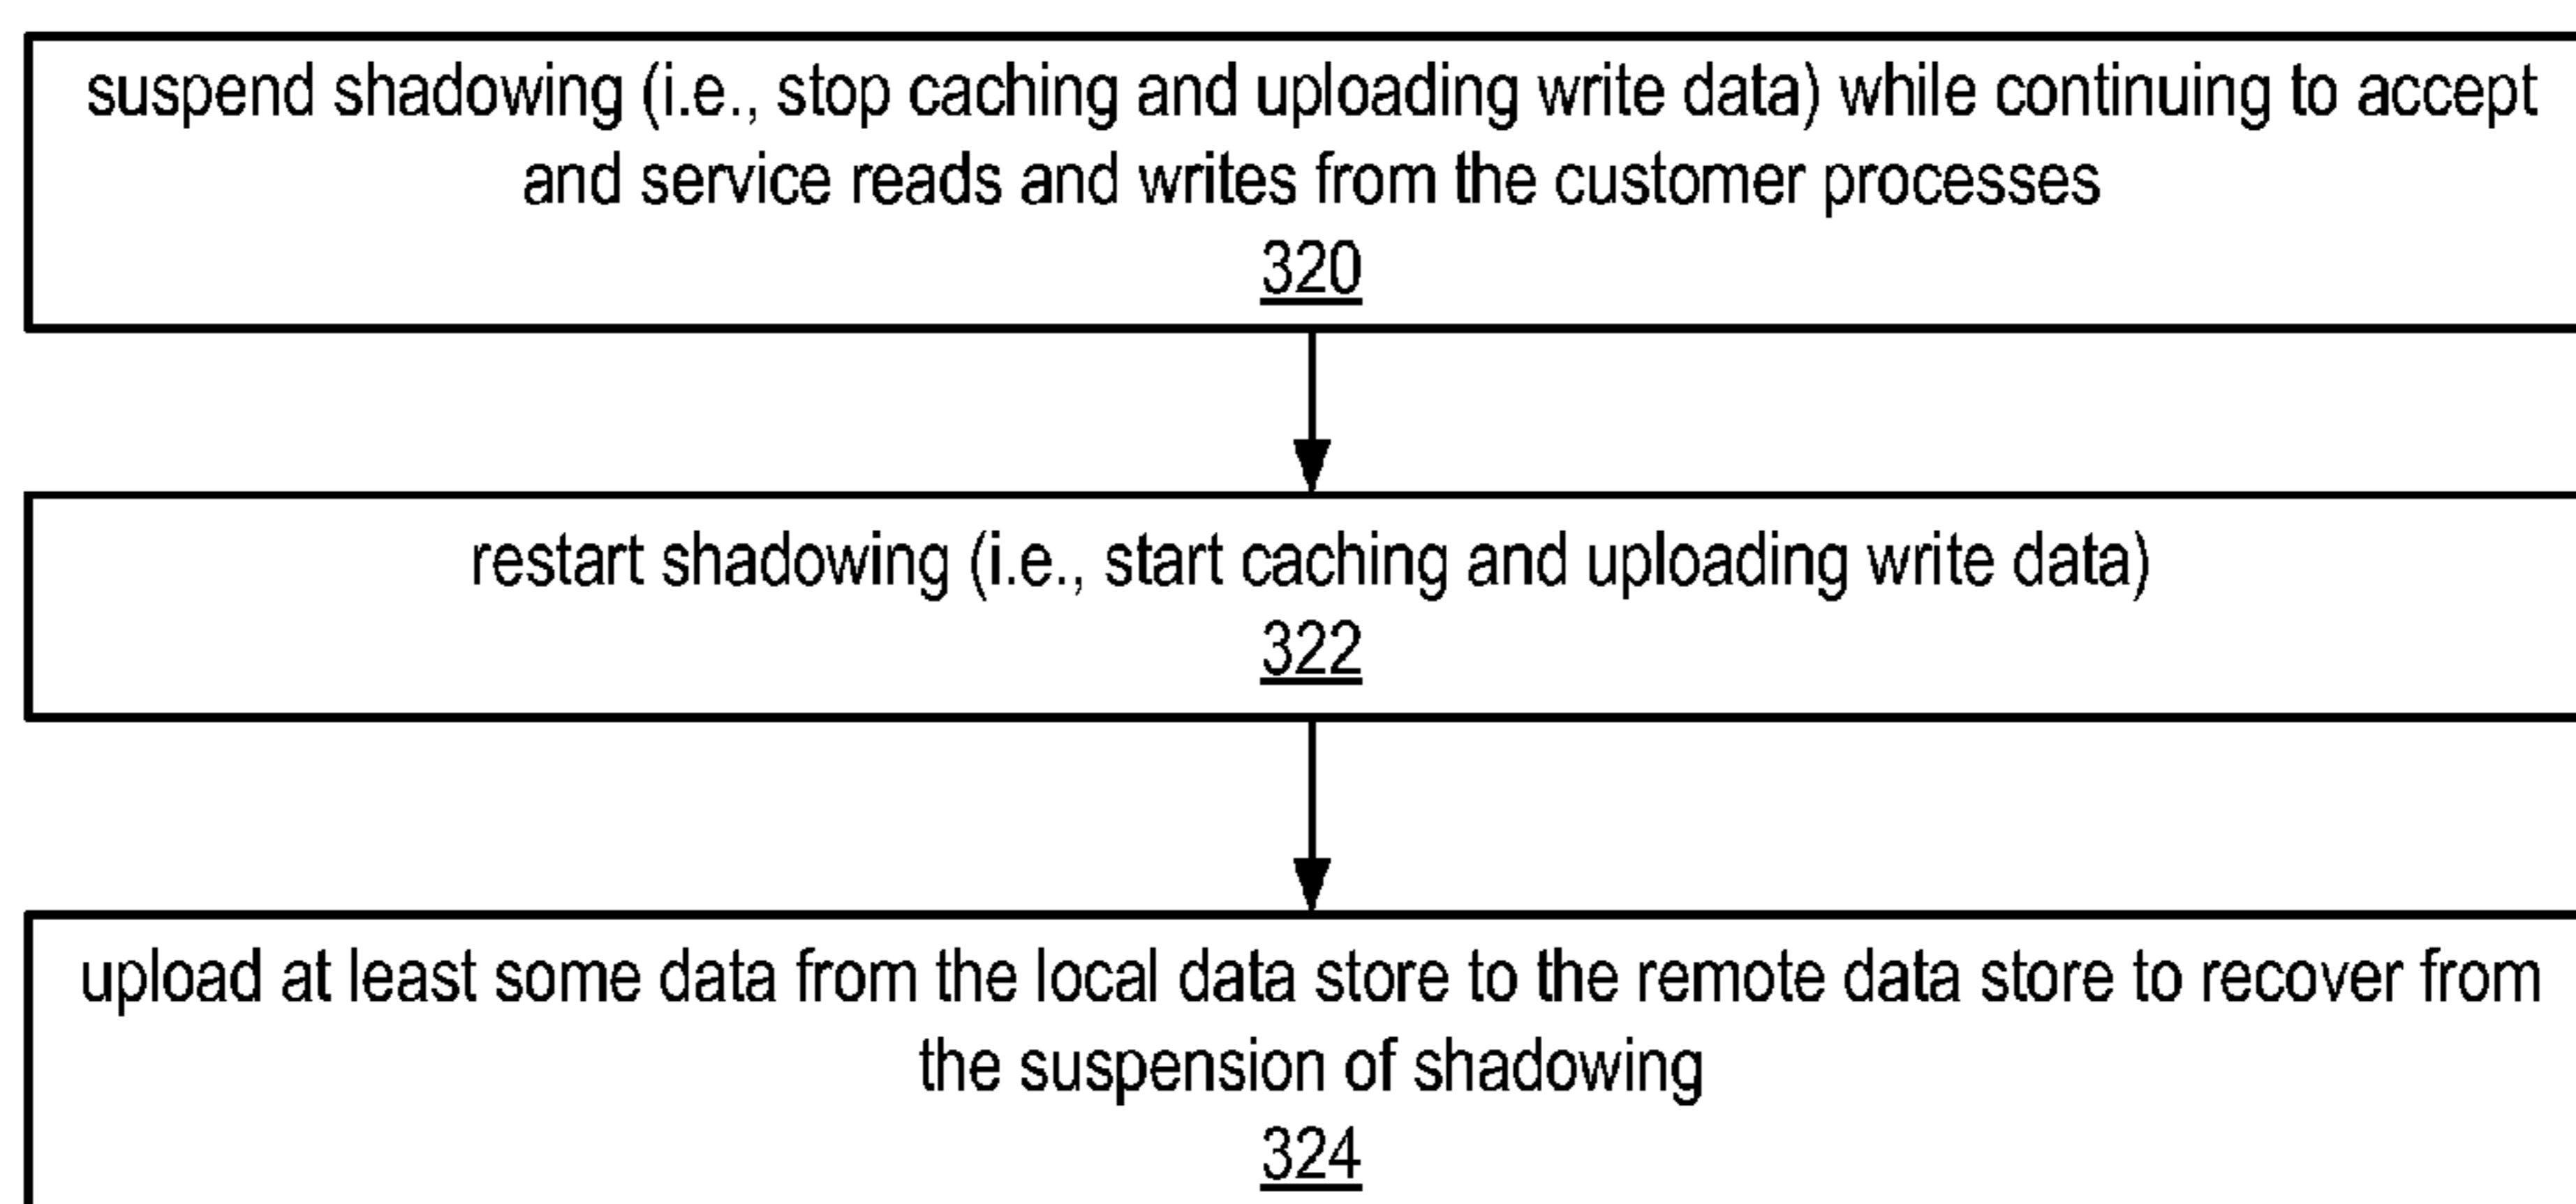 suspend shadowing (i.e., stop caching and uploading write data) while continuing to accept
and service reads and writes from the customer processes
320
restart shadowing (i.e., start caching and uploading write data)
322
upload at least some data from the local data store to the remote data store to recover from
the suspension of shadowing
324